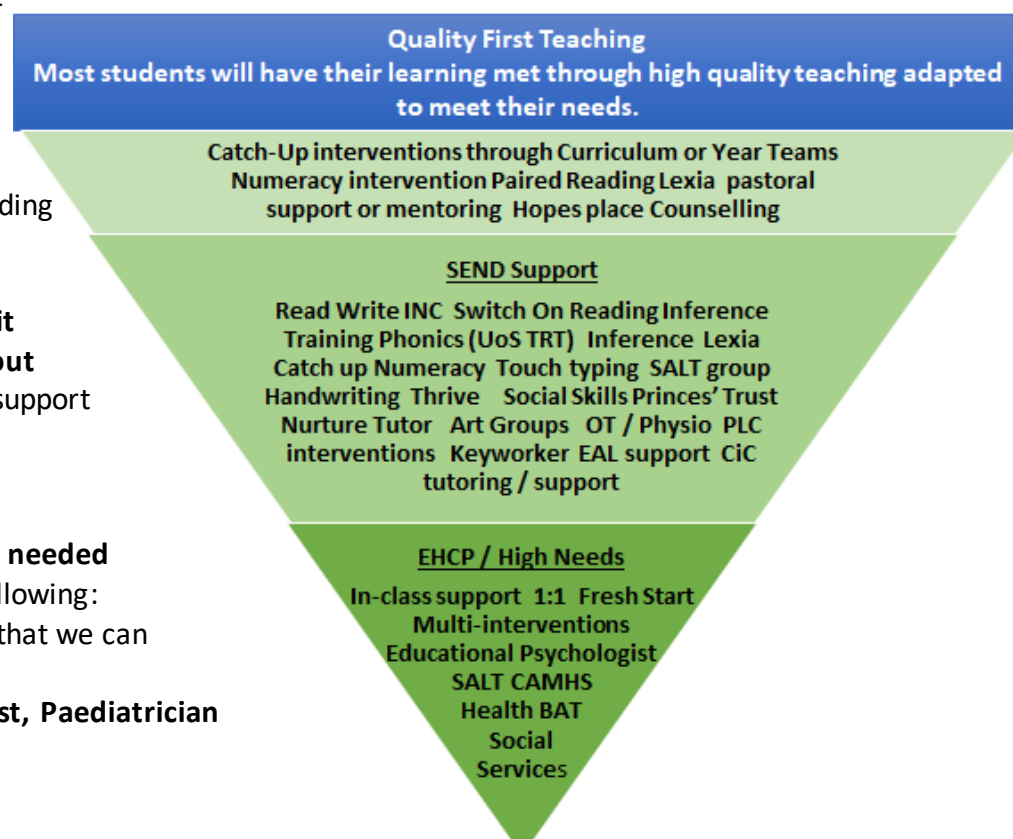 Quality First Teaching
Most students will have their learning met through high quality teaching adapted
to meet their needs.
Catch-Up interventions through Curriculum or Year Teams
Numeracy intervention Paired Reading Lexia pastoral
support or mentoring Hopes place Counselling
ding
SEND Support
Read Write INC Switch On Reading Inference
Training Phonics (UoS TRT) Inference Lexia
Catch up Numeracy Touch typing SALT group
Handwriting Thrive Social Skills Princes’ Trust
Nurture Tutor Art Groups OT / Physio PLC
interventions Keyworker EAL support CiC
tutoring / support
it
out
support
needed
llowing:
that we can
st, Paediatrician
EHCP / High Needs
In-class support 1:1 Fresh Start
Multi-interventions
Educational Psychologist
SALT CAMHS
Health BAT
Social
Services